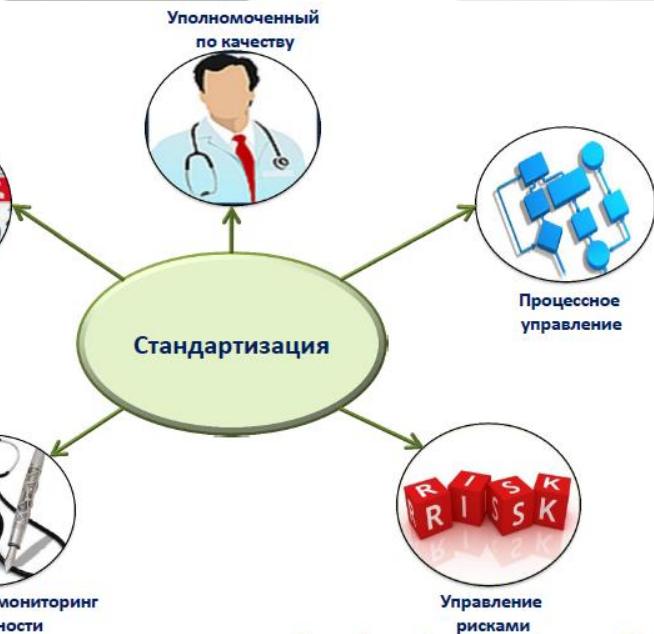 Уполномоченный
по качеству
Процессное
управление
Стандартизация
RISK
RISK
мониторинг
ности
Управление
рисками